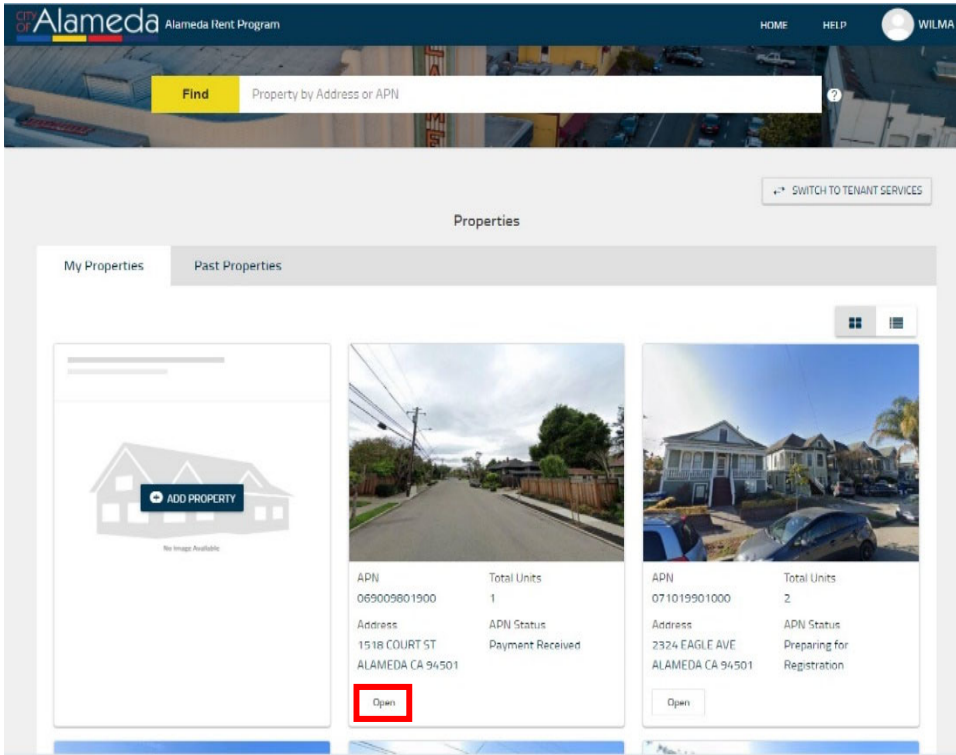 CITY OF Alameda Alameda Rent Program
HOME HELP WILMA
Find Property by Address or APN ?
SWITCH TO TENANT SERVICES
Properties
My Properties Past Properties
ADD PROPERTY
No Image Available
APN Total Units
069009801900 1
Address APN Status
1518 COURT ST Payment Received
ALAMEDA CA 94501
Open
APN Total Units
071019901000 2
Address APN Status
2324 EAGLE AVE Preparing for
ALAMEDA CA 94501 Registration
Open